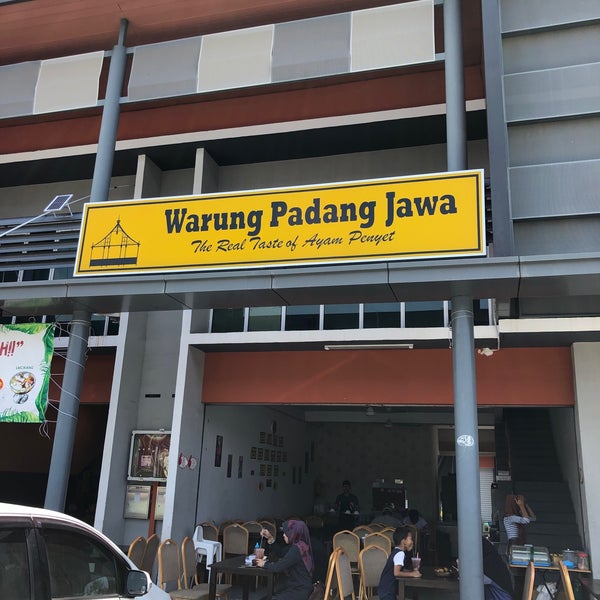 Warung Padang Jawa
The Real Taste of Ayam Penyet